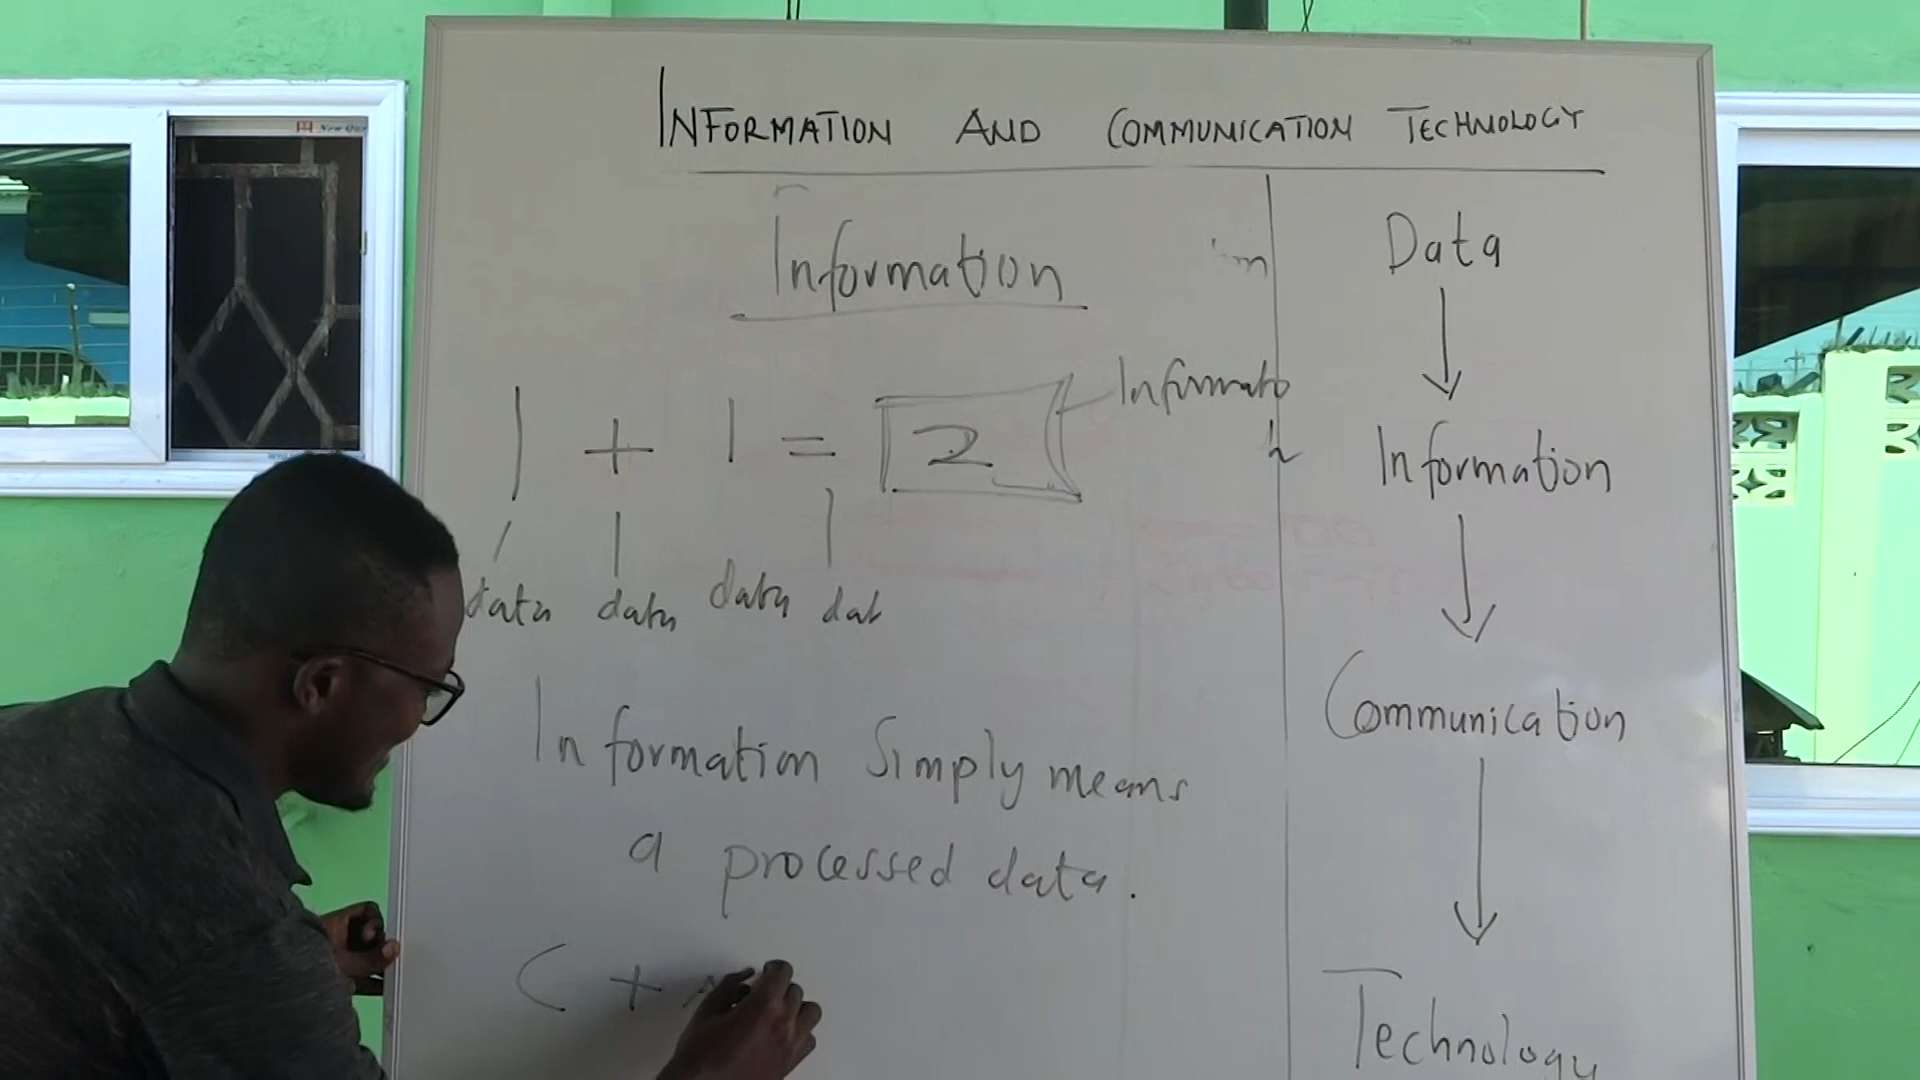 INFORMATION AND COMMUNICATION TECHNOLOGY
Information
1 + 1 = 2
Informatio
n
data data data dat
Information Simply means
a processed data.
C +
Data
Information
Communication
Technology